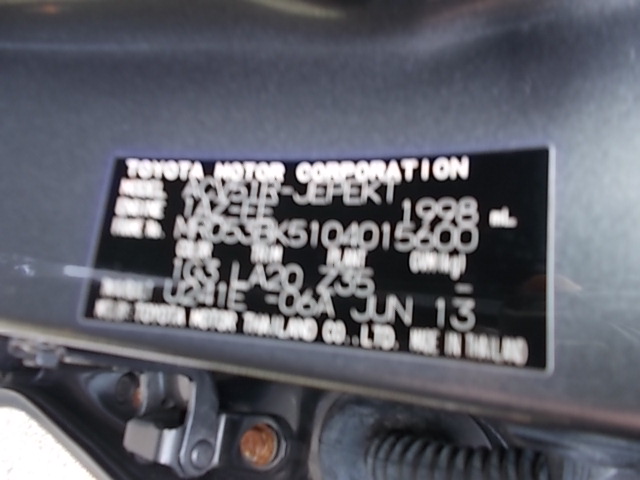 TOYOTA MOTOR CORPORATION
MODEL ACV51R-JEPEKT
ENGINE 1AZ-FE 1998 mL
FRAME No. MR053BK5104015600
COLOR TRIM PLANT
1G3 LA20 Z35 -
U241E -06A JUN 13
MFD. BY TOYOTA MOTOR THAILAND CO., LTD. MADE IN THAILAND